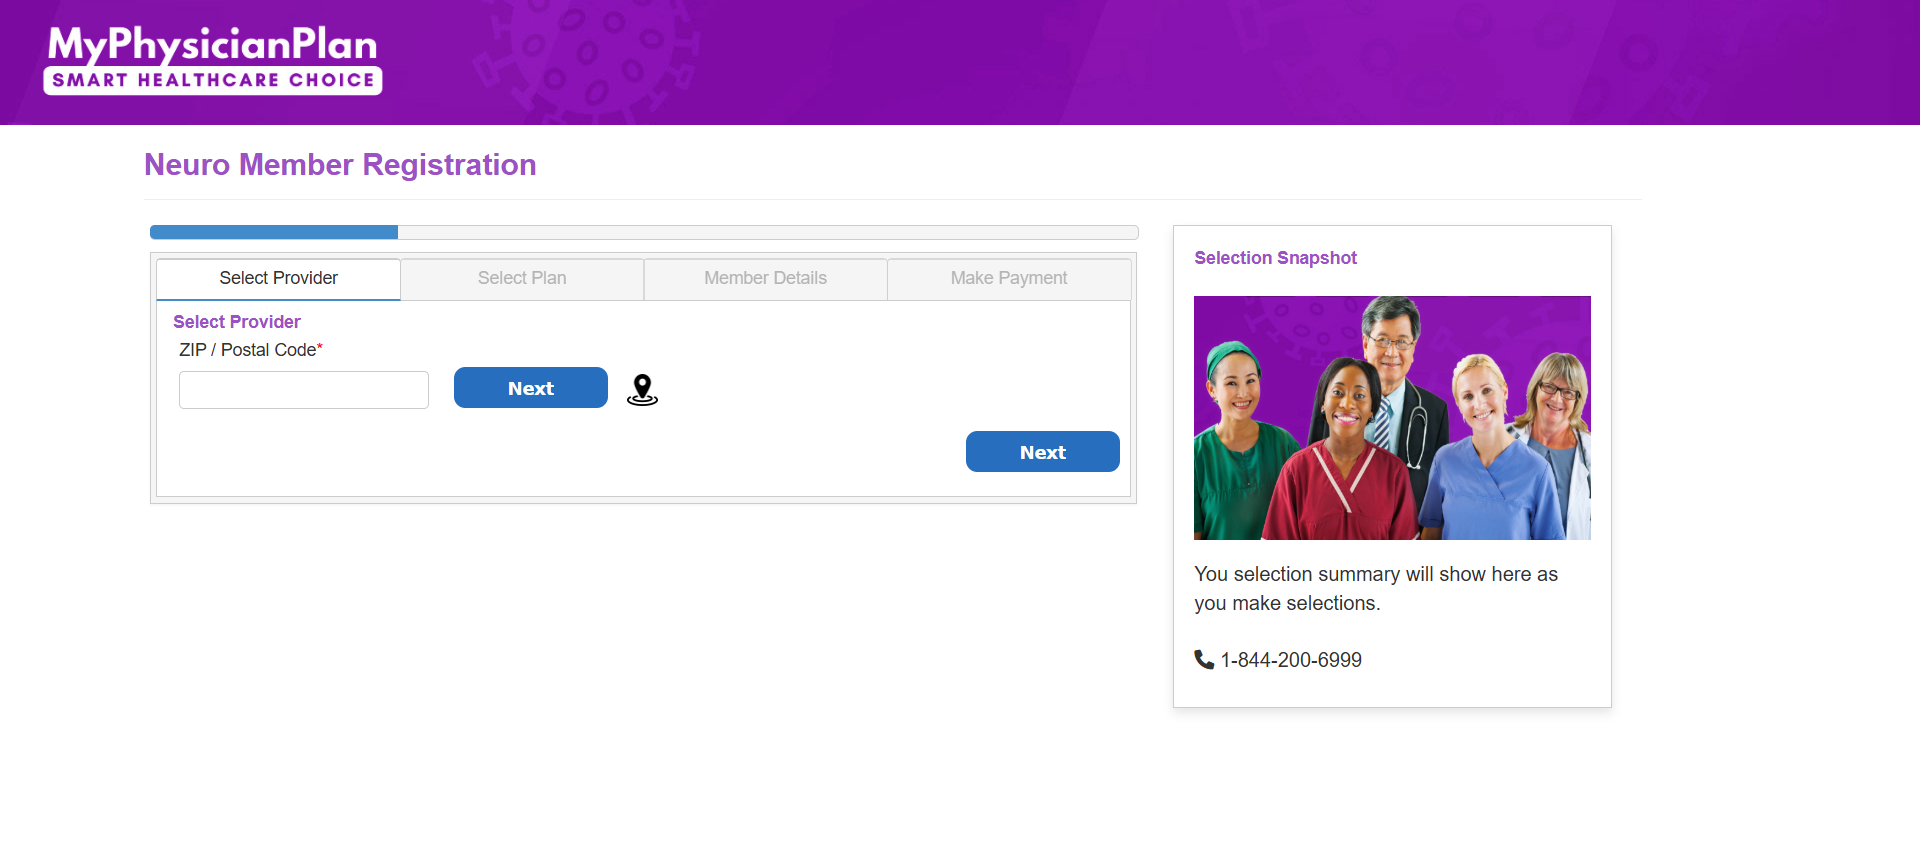 MyPhysicianPlan
SMART HEALTHCARE CHOICE
Neuro Member Registration
Select Provider
Select Plan
Member Details
Make Payment
Select Provider
ZIP / Postal Code*
Next
Next
Selection Snapshot
You selection summary will show here as
you make selections.
1-844-200-6999